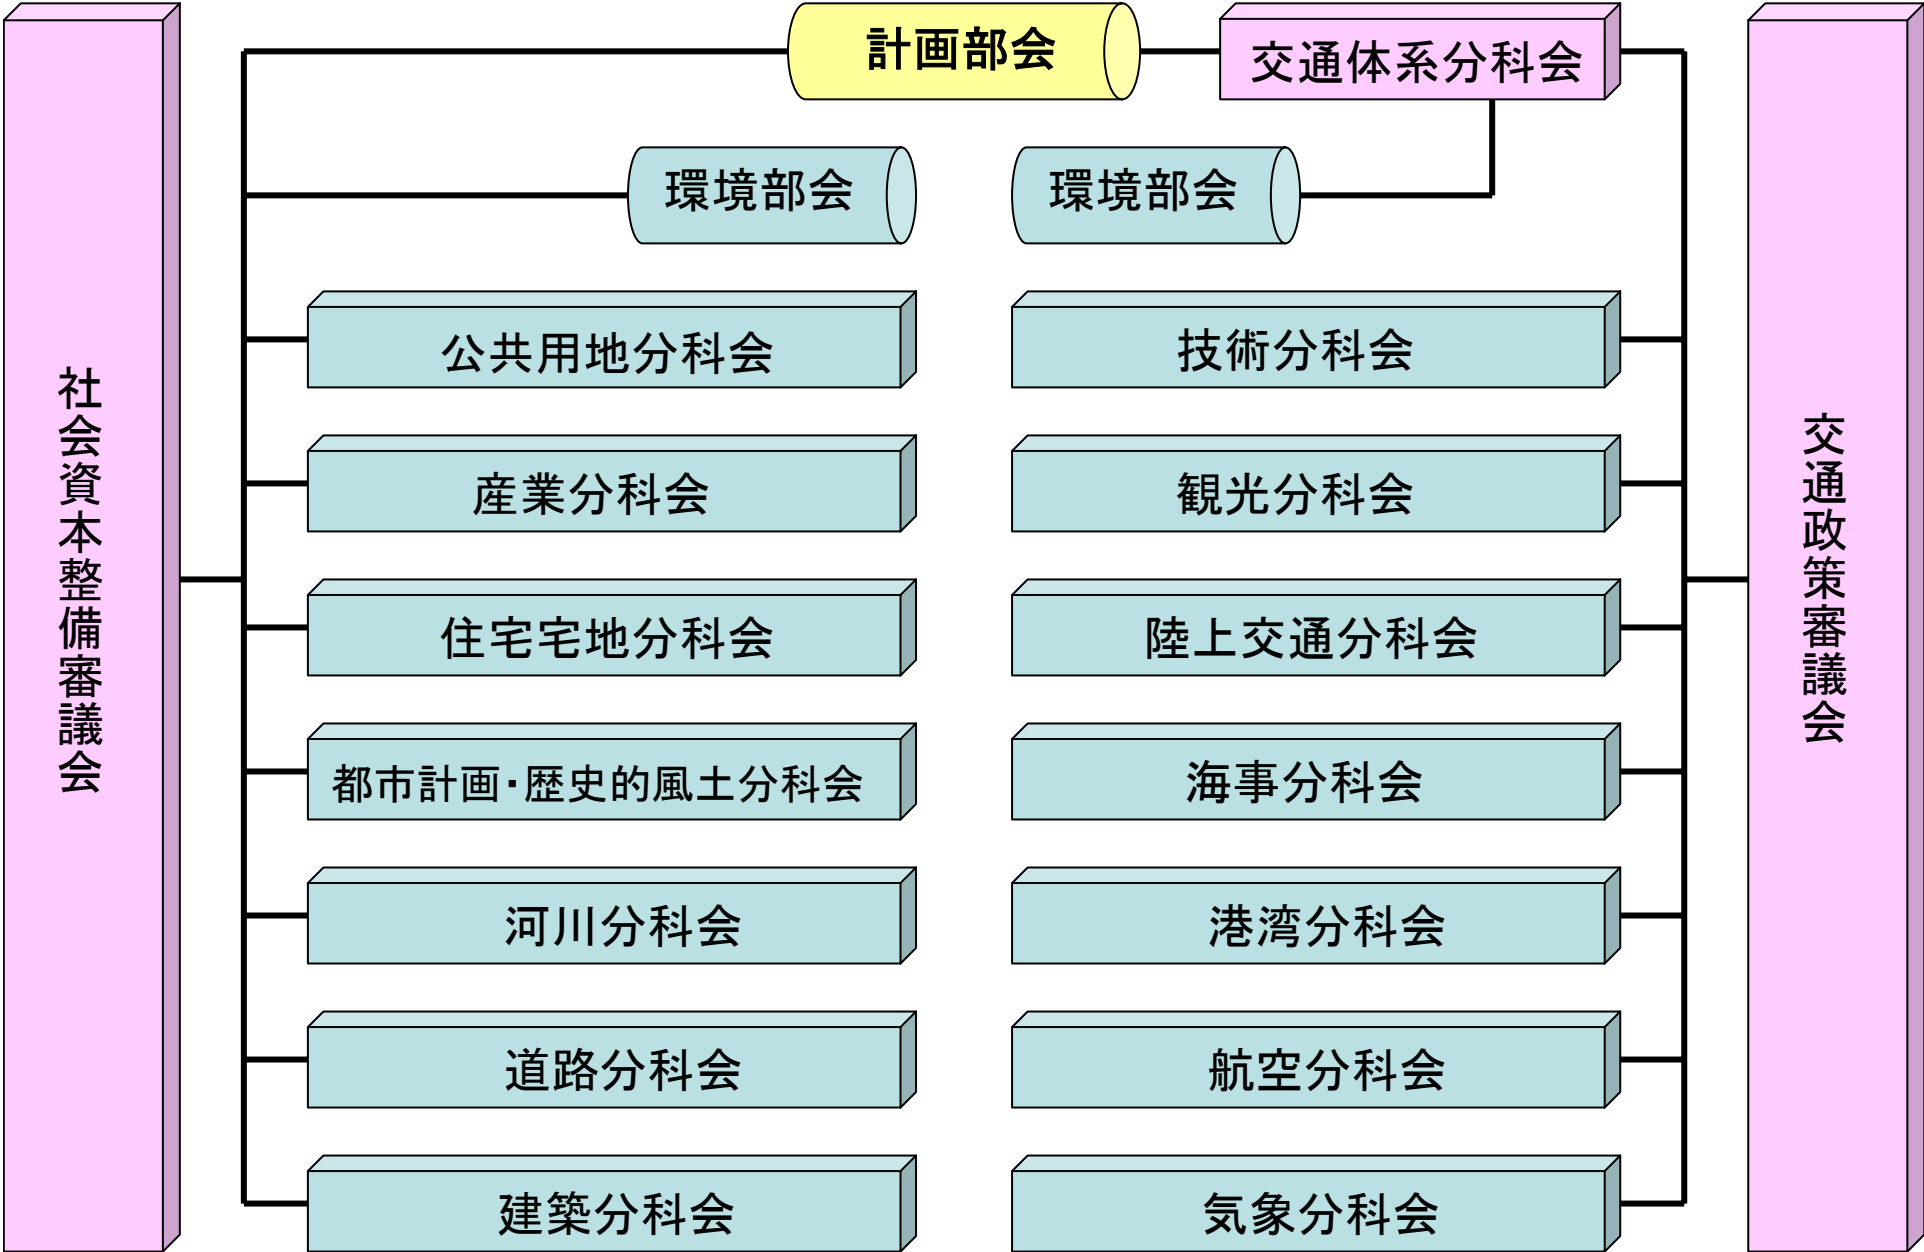 計画部会
交通体系分科会
環境部会
環境部会
社会資本整備審議会
公共用地分科会
技術分科会
産業分科会
観光分科会
住宅宅地分科会
陸上交通分科会
都市計画・歴史的風土分科会
海事分科会
河川分科会
港湾分科会
道路分科会
航空分科会
建築分科会
気象分科会
交通政策審議会